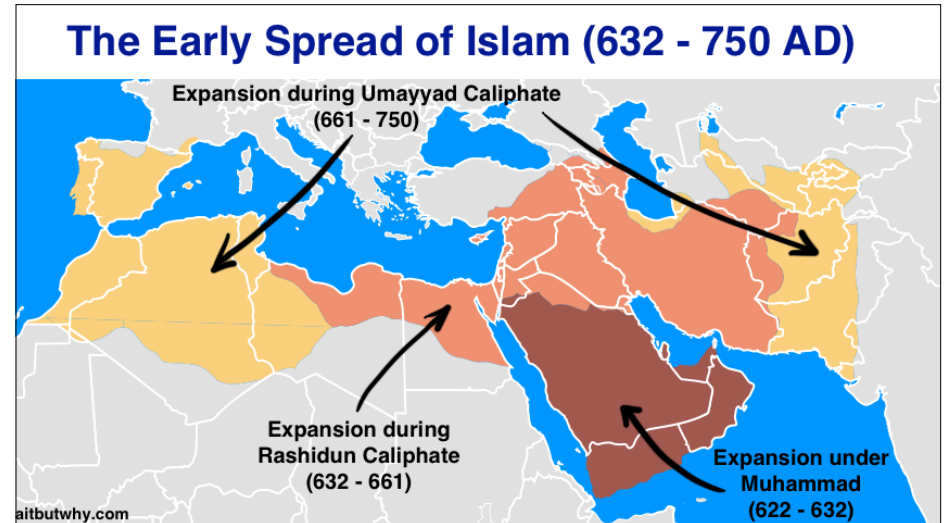 The Early Spread of Islam (632 - 750 AD)
Expansion during Umayyad Caliphate
(661 - 750)
Expansion during
Rashidun Caliphate
(632 - 661)
Expansion under
Muhammad
(622 - 632)
aitbutwhy.com